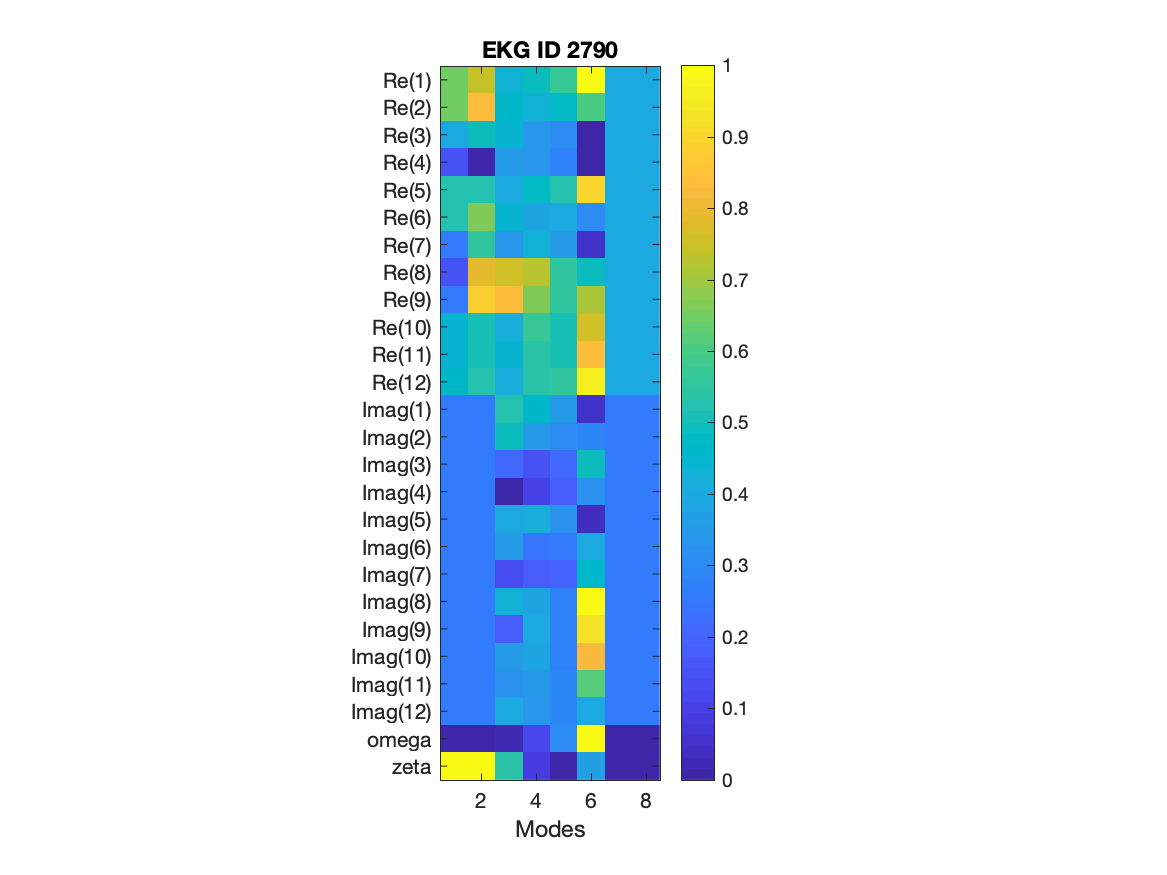 EKG ID 2790
Re(1)
Re(2)
Re(3)
Re(4)
Re(5)
Re(6)
Re(7)
Re(8)
Re(9)
Re(10)
Re(11)
Re(12)
Imag(1)
Imag(2)
Imag(3)
Imag(4)
Imag(5)
Imag(6)
Imag(7)
Imag(8)
Imag(9)
Imag(10)
Imag(11)
Imag(12)
omega
zeta
2 4 6 8
Modes
1
0.9
0.8
0.7
0.6
0.5
0.4
0.3
0.2
0.1
0